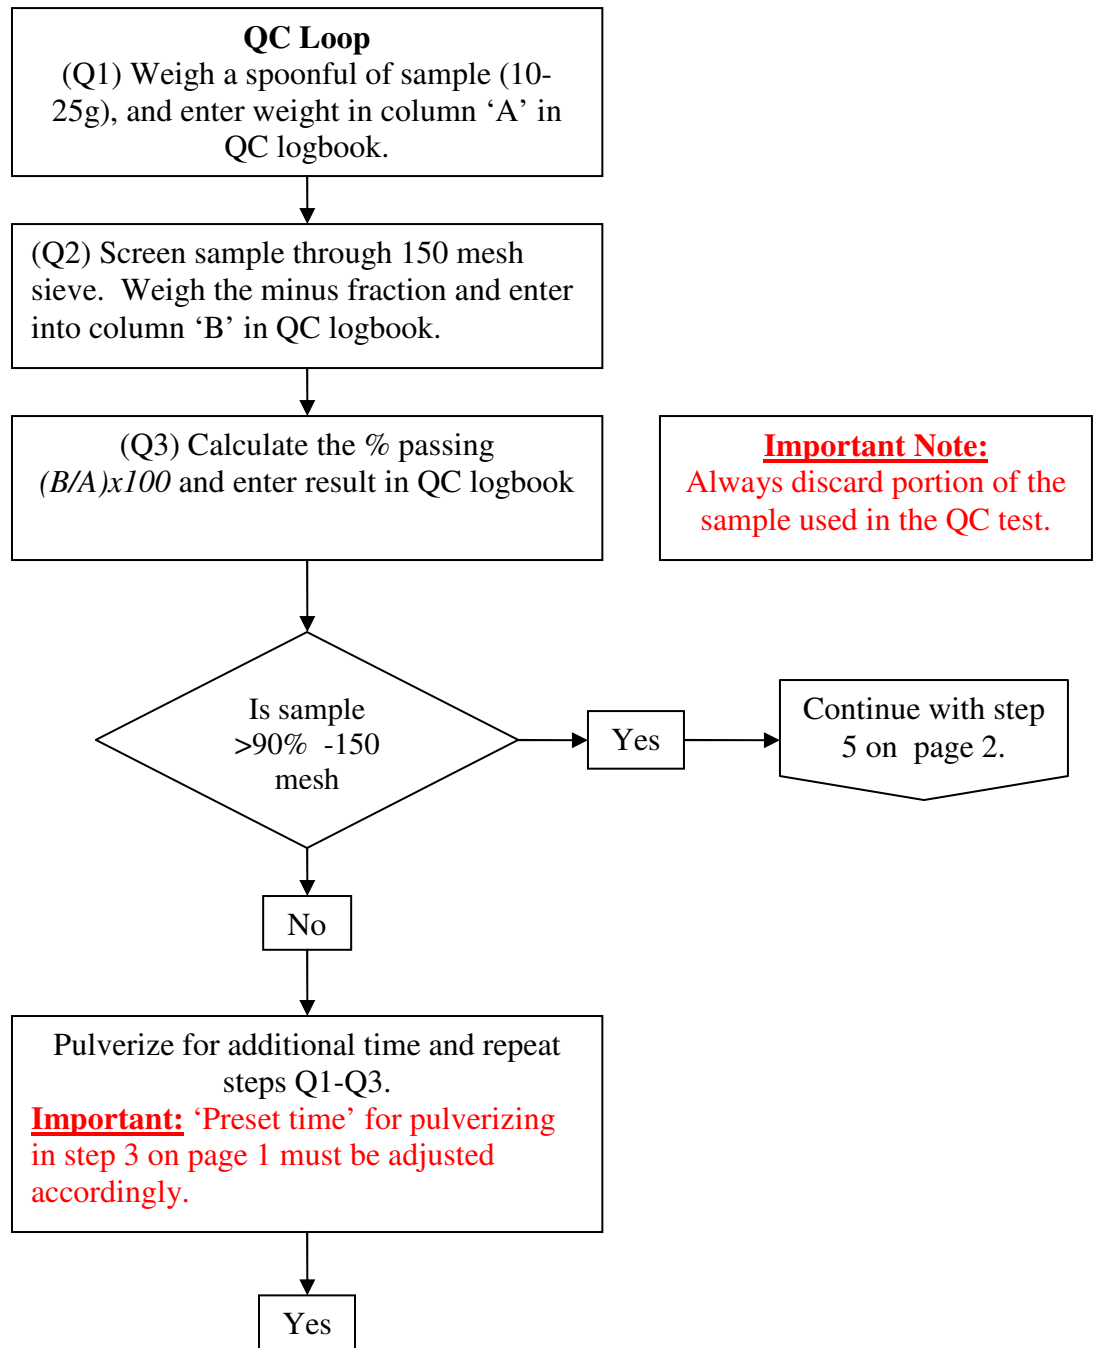 QC Loop
(Q1) Weigh a spoonful of sample (10-
25g), and enter weight in column ‘A’ in
QC logbook.
(Q2) Screen sample through 150 mesh
sieve.  Weigh the minus fraction and enter
into column ‘B’ in QC logbook.
(Q3) Calculate the % passing
(B/A)x100 and enter result in QC logbook
Important Note:
Always discard portion of the
sample used in the QC test.
Is sample
>90%  -150
mesh
Yes
Continue with step
5 on  page 2.
No
Pulverize for additional time and repeat
steps Q1-Q3.
Important: ‘Preset time’ for pulverizing
in step 3 on page 1 must be adjusted
accordingly.
Yes